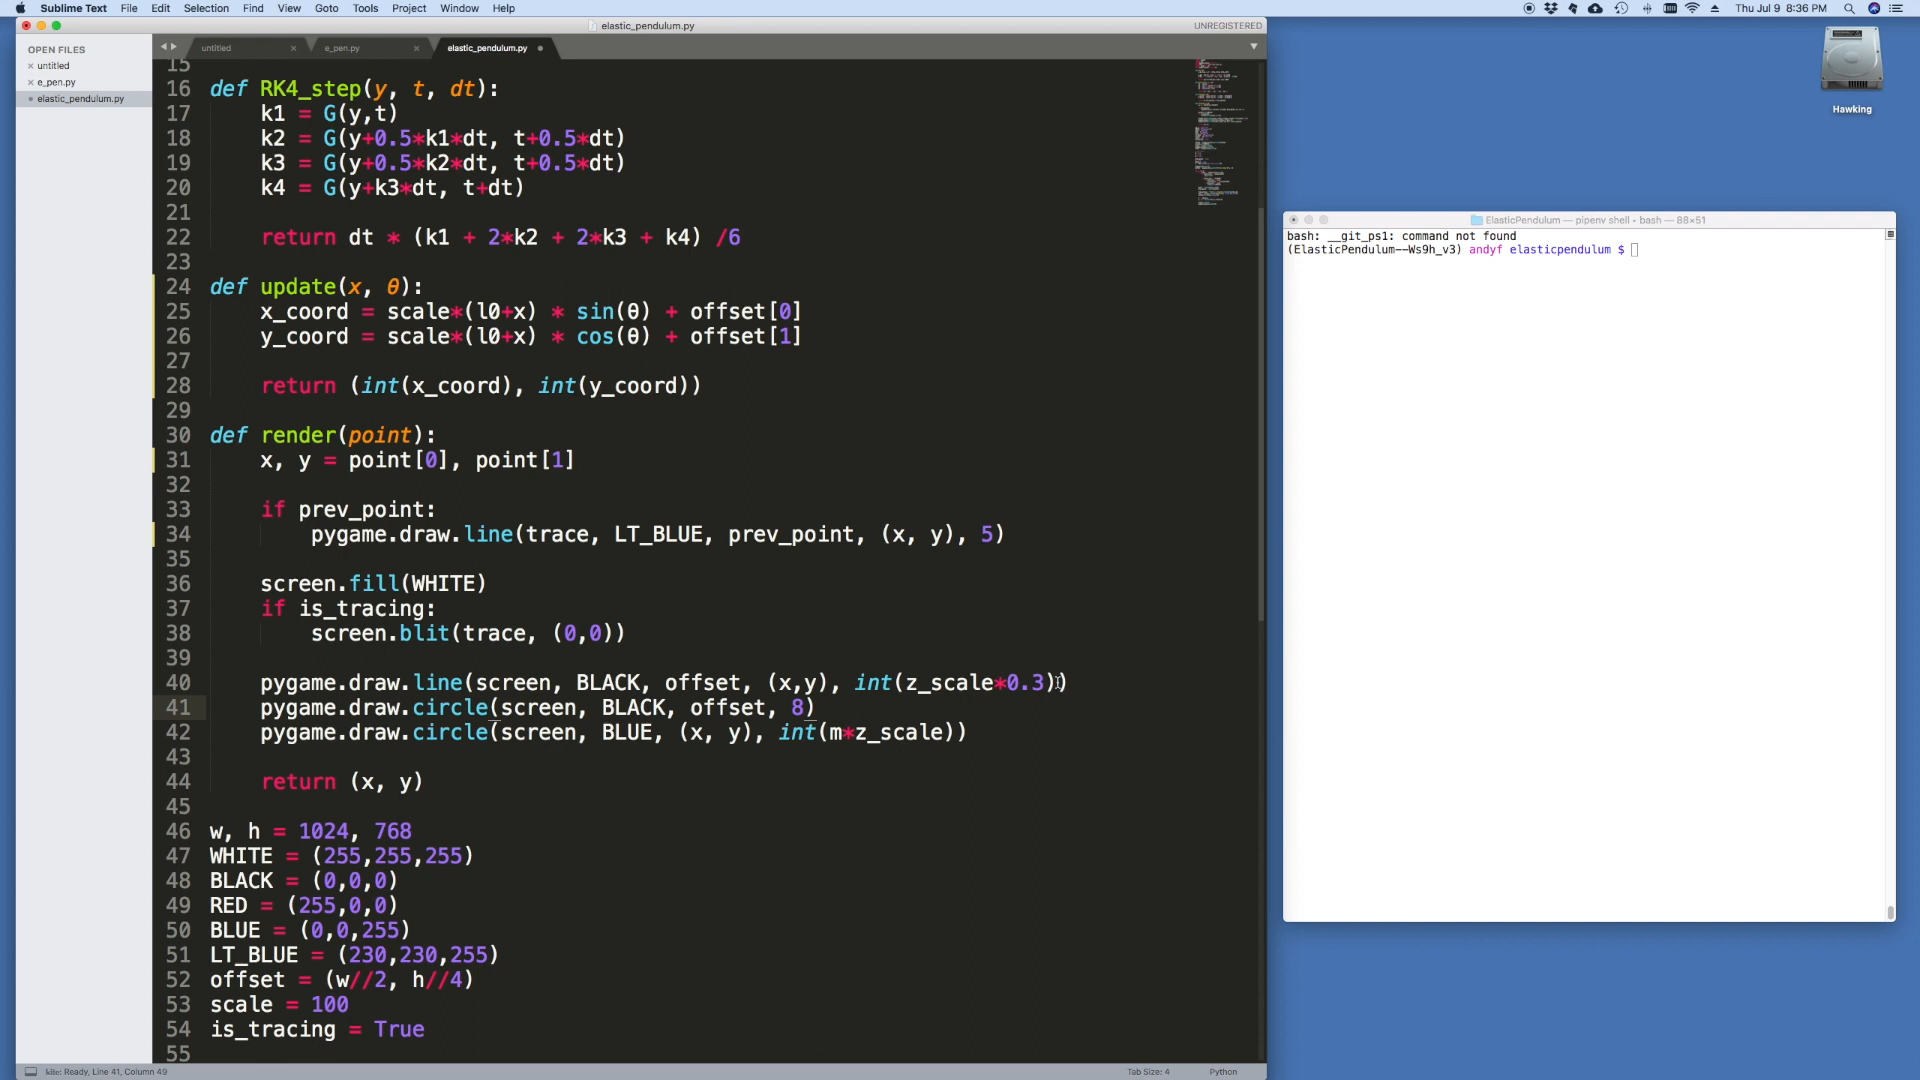 Sublime Text File Edit Selection Find View Goto Tools Project Window Help Thu Jul 9 8:36 PM
elastic_pendulum.py UNREGISTERED
OPEN FILES
untitled
e_pen.py
elastic_pendulum.py
untitled e_pen.py elastic_pendulum.py
15
16 def RK4_step(y, t, dt):
17 k1 = G(y,t)
18 k2 = G(y+0.5*k1*dt, t+0.5*dt)
19 k3 = G(y+0.5*k2*dt, t+0.5*dt)
20 k4 = G(y+k3*dt, t+dt)
21
22 return dt * (k1 + 2*k2 + 2*k3 + k4) /6
23
24 def update(x, θ):
25 x_coord = scale*(l0+x) * sin(θ) + offset[0]
26 y_coord = scale*(l0+x) * cos(θ) + offset[1]
27
28 return (int(x_coord), int(y_coord))
29
30 def render(point):
31 x, y = point[0], point[1]
32
33 if prev_point:
34 pygame.draw.line(trace, LT_BLUE, prev_point, (x, y), 5)
35
36 screen.fill(WHITE)
37 if is_tracing:
38 screen.blit(trace, (0,0))
39
40 pygame.draw.line(screen, BLACK, offset, (x,y), int(z_scale*0.3))
41 pygame.draw.circle(screen, BLACK, offset, 8)
42 pygame.draw.circle(screen, BLUE, (x, y), int(m*z_scale))
43
44 return (x, y)
45
46 w, h = 1024, 768
47 WHITE = (255,255,255)
48 BLACK = (0,0,0)
49 RED = (255,0,0)
50 BLUE = (0,0,255)
51 LT_BLUE = (230,230,255)
52 offset = (w//2, h//4)
53 scale = 100
54 is_tracing = True
55
kite: Ready, Line 41, Column 49 Tab Size: 4 Python
Hawking
ElasticPendulum — pipenv shell • bash — 88×51
bash: __git_ps1: command not found
(ElasticPendulum--Ws9h_v3) andyf elasticpendulum $